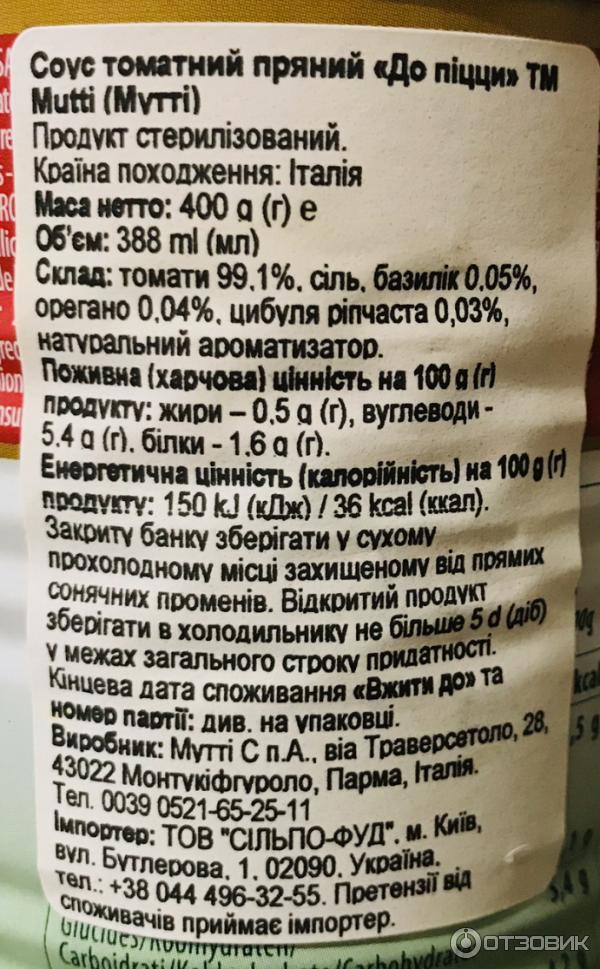 Соус томатний пряний «До піцци» ТМ
Mutti (Мутті)
Продукт стерилізований.
Країна походження: Італія
Маса нетто: 400 g (г) e
Об'єм: 388 ml (мл)
Склад: томати 99,1%, сіль, базилік 0,05%,
орегано 0,04%, цибуля ріпчаста 0,03%,
натуральний ароматизатор.
Поживна (харчова) цінність на 100 g (г)
продукту: жири – 0,5 g (г), вуглеводи -
5,4 g (г), білки - 1,6 g (г).
Енергетична цінність (калорійність) на 100 g (г)
продукту: 150 kJ (кДж) / 36 kcal (ккал).
Закриту банку зберігати у сухому
прохолодному місці захищеному від прямих
сонячних променів. Відкритий продукт
зберігати в холодильнику не більше 5 d (діб)
у межах загального строку придатності.
Кінцева дата споживання «Вжити до» та
номер партії: див. на упаковці.
Виробник: Мутті С п.А., віа Траверсетоло, 28,
43022 Монтукіфгуроло, Парма, Італія.
Тел. 0039 0521-65-25-11
Імпортер: ТОВ "СІЛЬПО-ФУД", м. Київ,
вул. Бутлерова, 1, 02090, Україна.
тел.: +38 044 496-32-55. Претензії від
споживачів приймає імпортер.
Carboidrati/
5,4 g
ОТЗОВИК